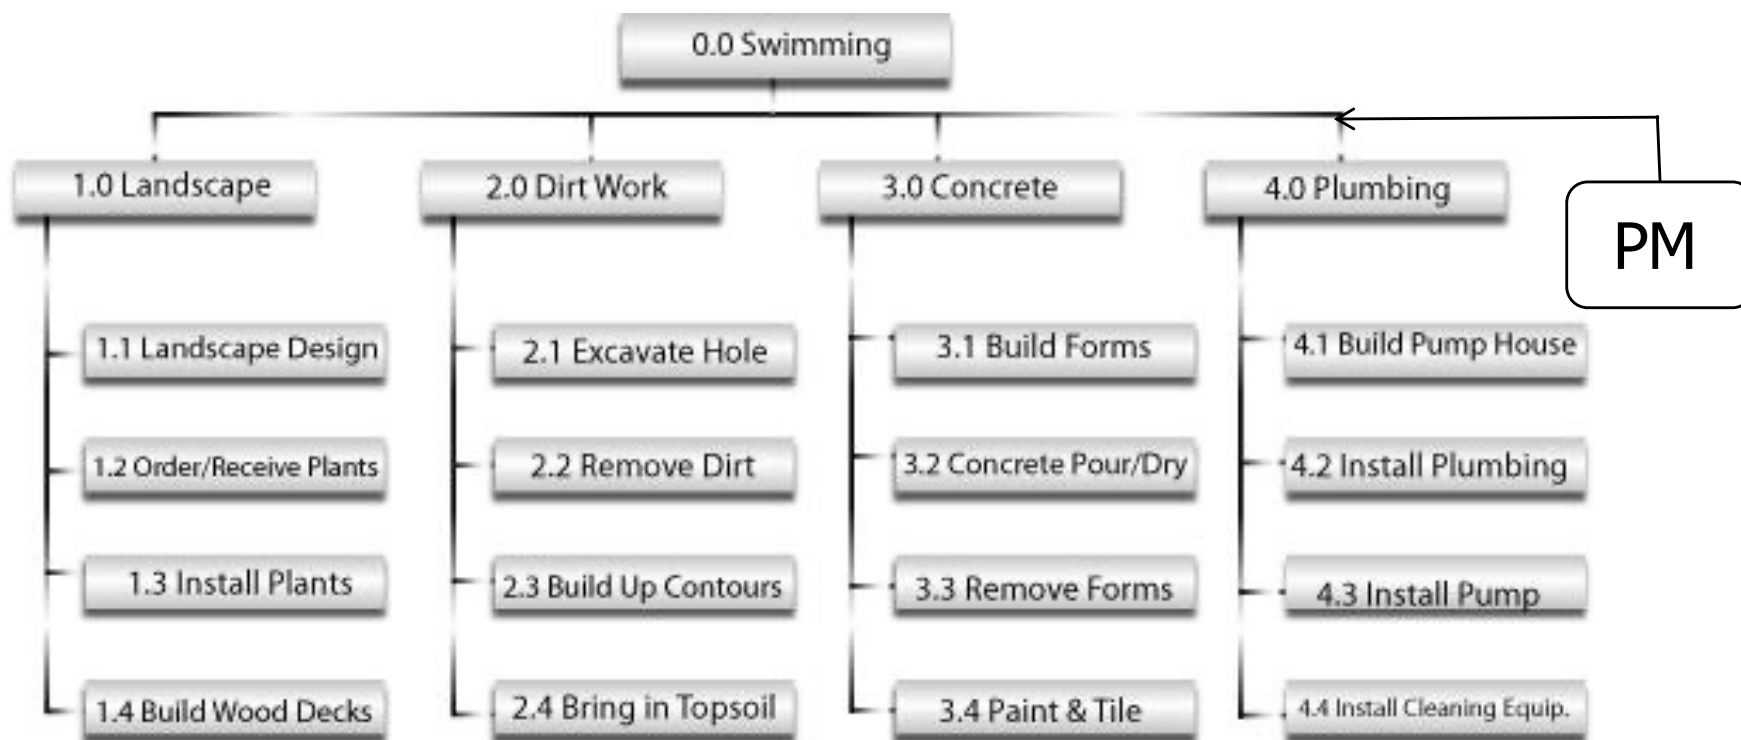 0.0 Swimming
1.0 Landscape
2.0 Dirt Work
3.0 Concrete
4.0 Plumbing
PM
1.1 Landscape Design
2.1 Excavate Hole
3.1 Build Forms
4.1 Build Pump House
1.2 Order/Receive Plants
2.2 Remove Dirt
3.2 Concrete Pour/Dry
4.2 Install Plumbing
1.3 Install Plants
2.3 Build Up Contours
3.3 Remove Forms
4.3 Install Pump
1.4 Build Wood Decks
2.4 Bring in Topsoil
3.4 Paint & Tile
4.4 Install Cleaning Equip.